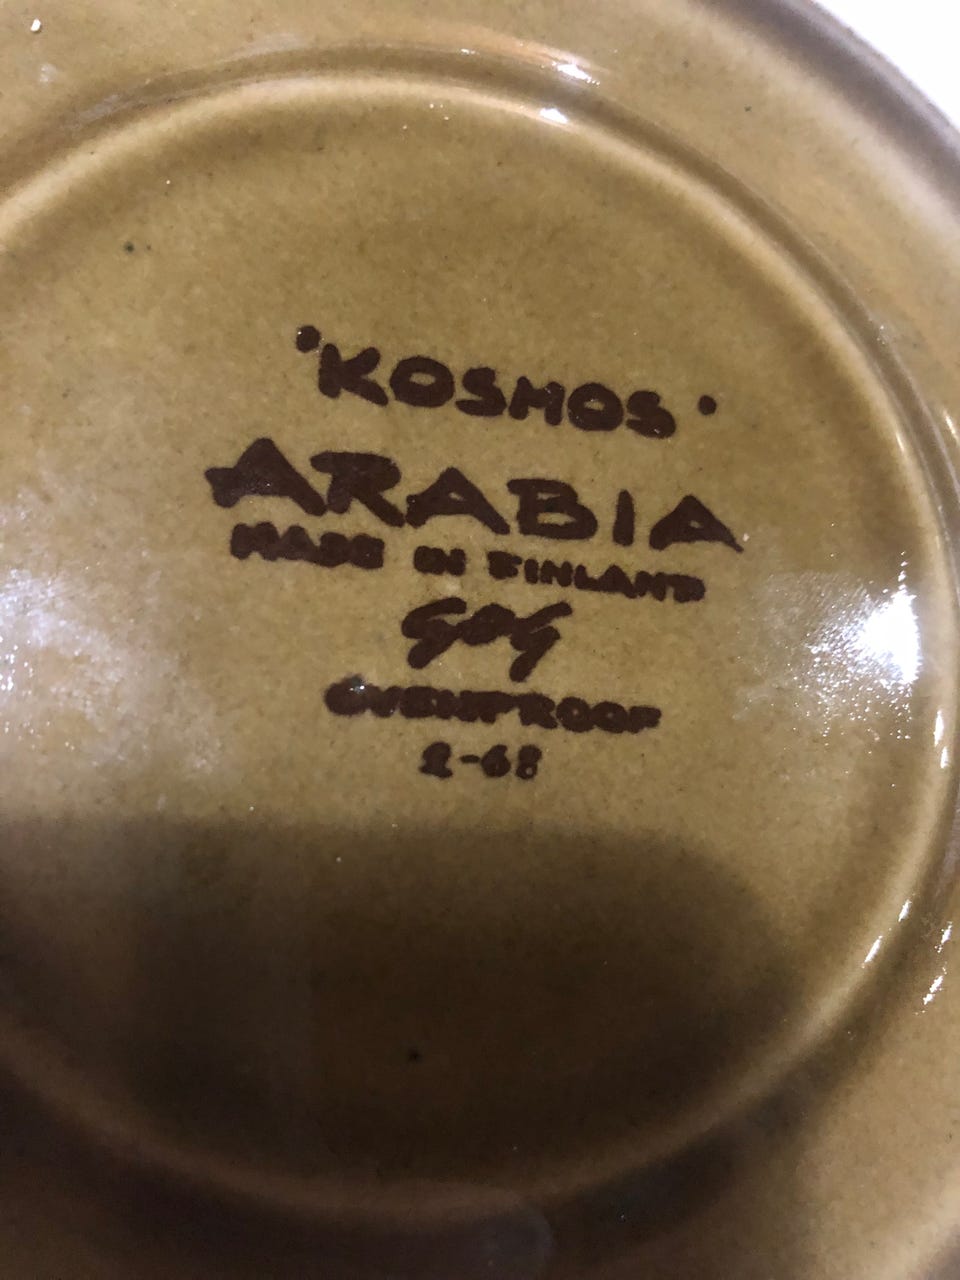 "KOSMOS"
ARABIA
MADE IN FINLAND
GOG
OVENPROOF
2-68